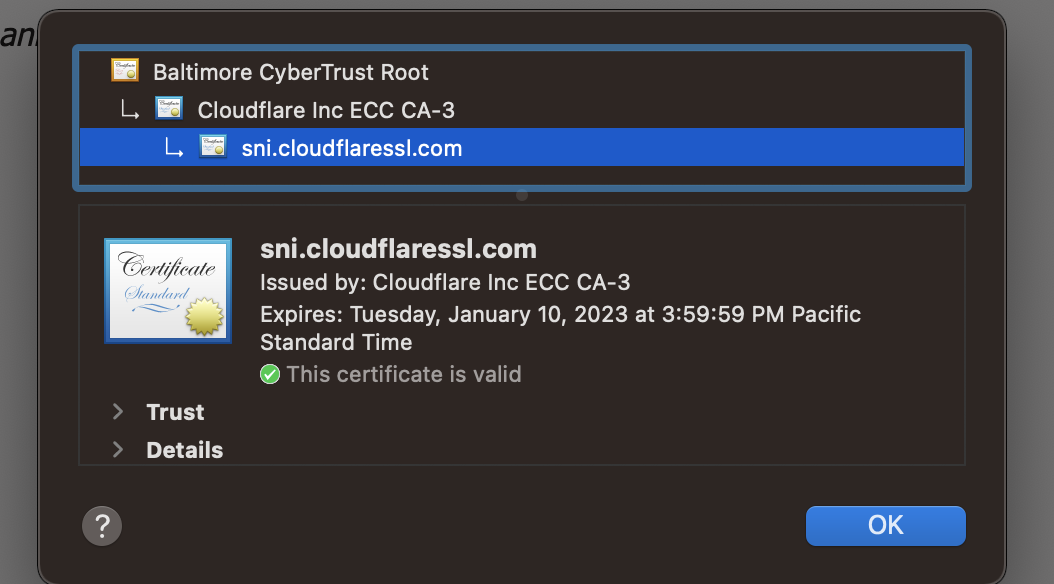 Baltimore CyberTrust Root
Cloudflare Inc ECC CA-3
sni.cloudflaressl.com
Certificate
Standard
sni.cloudflaressl.com
Issued by: Cloudflare Inc ECC CA-3
Expires: Tuesday, January 10, 2023 at 3:59:59 PM Pacific
Standard Time
This certificate is valid
Trust
Details
?
OK